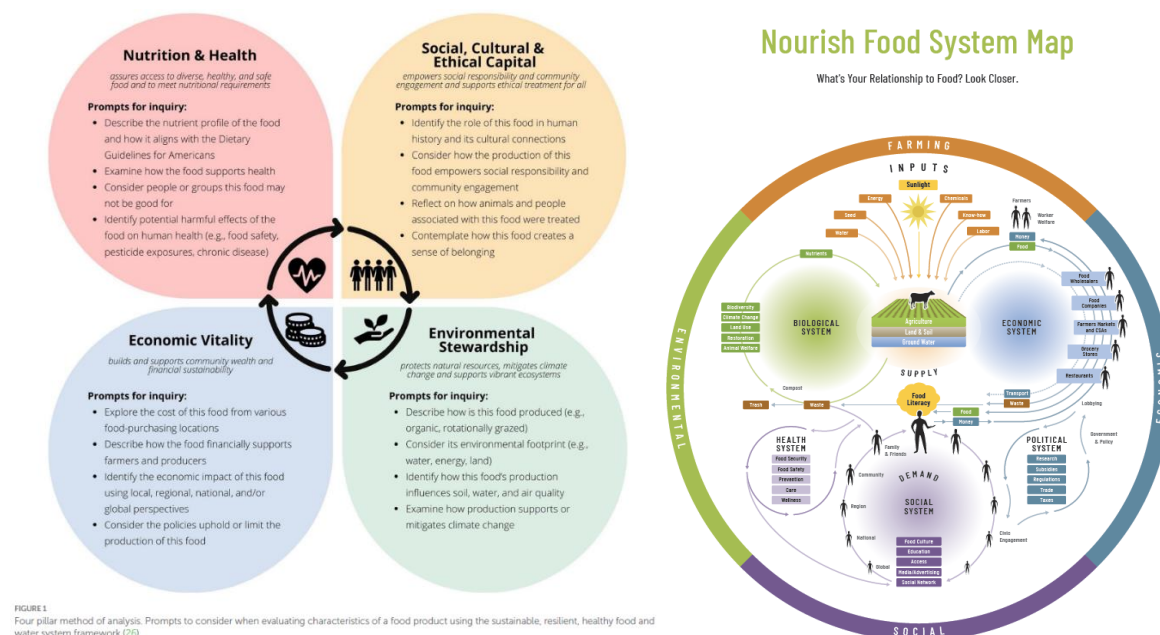 Nutrition & Health
assures access to diverse, healthy, and safe
food and to meet nutritional requirements
Prompts for inquiry:
• Describe the nutrient profile of the food
and how it aligns with the Dietary
Guidelines for Americans
• Examine how the food supports health
• Consider people or groups this food may
not be good for
• Identify potential harmful effects of the
food on human health (e.g., food safety,
pesticide exposures, chronic disease)
Social, Cultural &
Ethical Capital
empowers social responsibility and community
engagement and supports ethical treatment for all
Prompts for inquiry:
• Identify the role of this food in human
history and its cultural connections
• Consider how the production of this
food empowers social responsibility and
community engagement
• Reflect on how animals and people
associated with this food were treated
• Contemplate how this food creates a
sense of belonging
Economic Vitality
builds and supports community wealth and
financial sustainability
Prompts for inquiry:
• Explore the cost of this food from various
food-purchasing locations
• Describe how the food financially supports
farmers and producers
• Identify the economic impact of this food
using local, regional, national, and/or
global perspectives
• Consider the policies uphold or limit the
production of this food
Environmental
Stewardship
protects natural resources, mitigates climate
change and supports vibrant ecosystems
Prompts for inquiry:
• Describe how is this food produced (e.g.,
organic, rotationally grazed)
• Consider its environmental footprint (e.g.,
water, energy, land)
• Identify how this food's production
influences soil, water, and air quality
• Examine how production supports or
mitigates climate change
FIGURE 1
Four pillar method of analysis. Prompts to consider when evaluating characteristics of a food product using the sustainable, resilient, healthy food and
water system framework (26)
Nourish Food System Map
What's Your Relationship to Food? Look Closer.
FARMING
INPUTS
Sunlight
Energy
Chemicals
Seed
Know-how
Water
Labor
Farmers
Worker
Welfare
Money
Food
Nutrients
Food
Wholesalers
Food
Companies
Farmers Markets
and CSAs
Grocery
Stores
Restaurants
Biodiversity
Climate Change
Land Use
Restoration
Animal Welfare
BIOLOGICAL
SYSTEM
Agriculture
Land & Soil
Ground Water
ECONOMIC
SYSTEM
ENVIRONMENTAL
SUPPLY
Compost
Food
Literacy
Transport
Waste
Trash
Waste
Food
Money
Lobbying
Government
& Policy
HEALTH
SYSTEM
Food Security
Food Safety
Prevention
Care
Wellness
Family
& Friends
Community
Region
National
Global
DEMAND
SOCIAL
SYSTEM
Food Culture
Education
Access
Media/Advertising
Social Network
POLITICAL
SYSTEM
Research
Subsidies
Regulations
Trade
Taxes
Civic
Engagement
SOCIAL